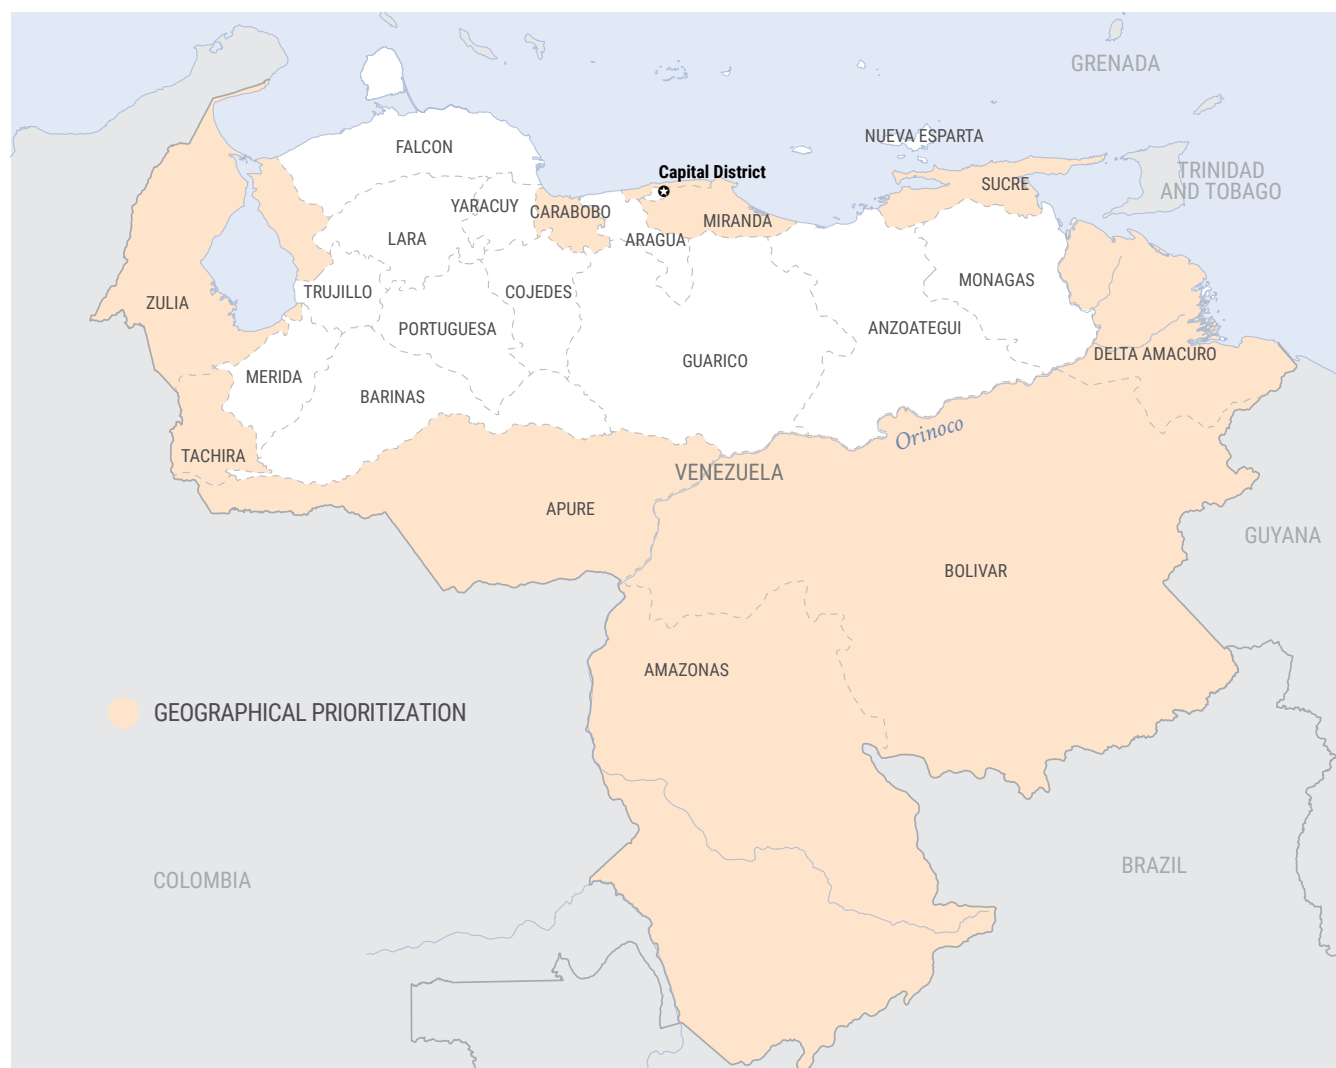 GRENADA
NUEVA ESPARTA
FALCON
Capital District
TRINIDAD
AND TOBAGO
SUCRE
YARACUY
CARABOBO
MIRANDA
LARA
ARAGUA
MONAGAS
TRUJILLO
COJEDES
ZULIA
PORTUGUESA
ANZOATEGUI
DELTA AMACURO
GUARICO
MERIDA
BARINAS
Orinoco
TACHIRA
VENEZUELA
APURE
GUYANA
BOLIVAR
AMAZONAS
GEOGRAPHICAL PRIORITIZATION
BRAZIL
COLOMBIA